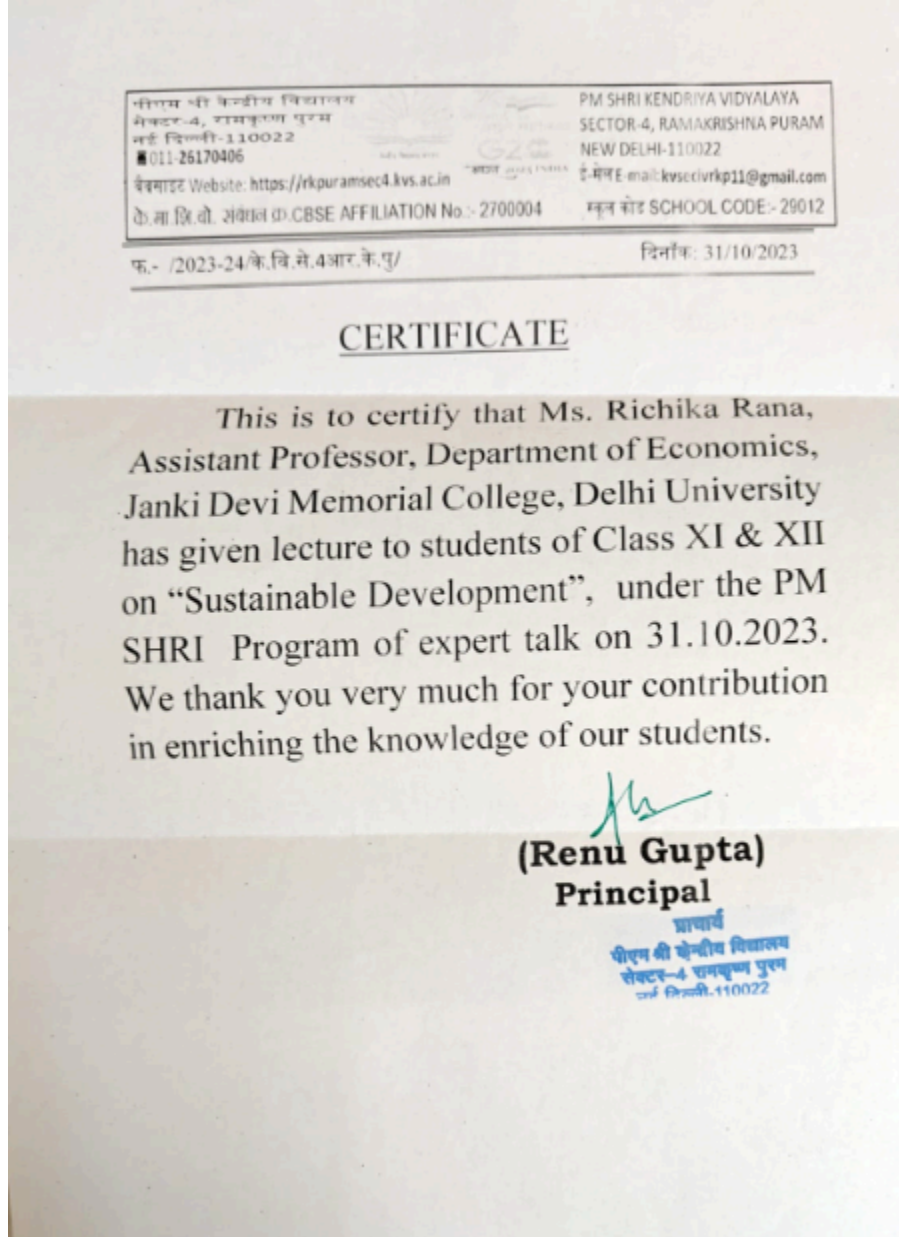 पीएम श्री केन्द्रीय विद्यालय
सेक्टर-4, रामकृष्ण पुरम
नई दिल्ली-110022
011-26170406
वेबमाइट Website: https://rkpuramsec4.kvs.ac.in
के.मा.शि.बो. संबंधन क्र.CBSE AFFILIATION No.:- 2700004
G20
PM SHRI KENDRIYA VIDYALAYA
SECTOR-4, RAMAKRISHNA PURAM
NEW DELHI-110022
ई-मेल E-mail:kvsecivrkp11@gmail.com
स्कूल कोड SCHOOL CODE:- 29012
फ.- /2023-24/के.वि.से.4आर.के.पु/
दिनाँक: 31/10/2023
CERTIFICATE
This is to certify that Ms. Richika Rana,
Assistant Professor, Department of Economics,
Janki Devi Memorial College, Delhi University
has given lecture to students of Class XI & XII
on “Sustainable Development”, under the PM
SHRI Program of expert talk on 31.10.2023.
We thank you very much for your contribution
in enriching the knowledge of our students.
(Renu Gupta)
Principal
प्राचार्य
पीएम श्री केन्द्रीय विद्यालय
सेक्टर-4 रामकृष्ण पुरम
नई दिल्ली-110022